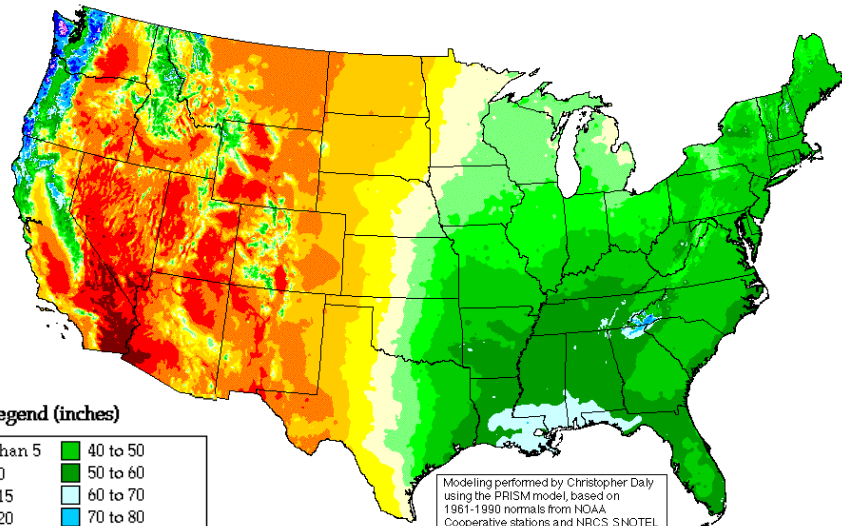 egend (inches)
han 5
0
15
20
40 to 50
50 to 60
60 to 70
70 to 80
Modeling performed by Christopher Daly
using the PRISM model, based on
1961-1990 normals from NOAA
Cooperative stations and NRCS SNOTEL